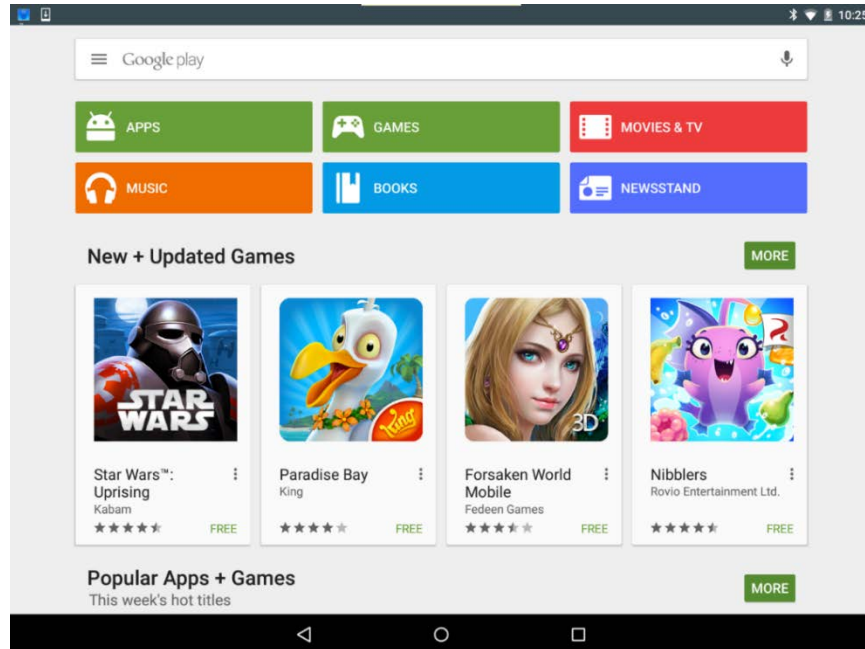 10:25
Google play
APPS
GAMES
MOVIES & TV
MUSIC
BOOKS
NEWSSTAND
New + Updated Games
MORE
STAR
WARS
King
3D
Star Wars™:
Uprising
Kabam
FREE
Paradise Bay
King
FREE
Forsaken World
Mobile
Fedeen Games
FREE
Nibblers
Rovio Entertainment Ltd.
FREE
Popular Apps + Games
This week's hot titles
MORE